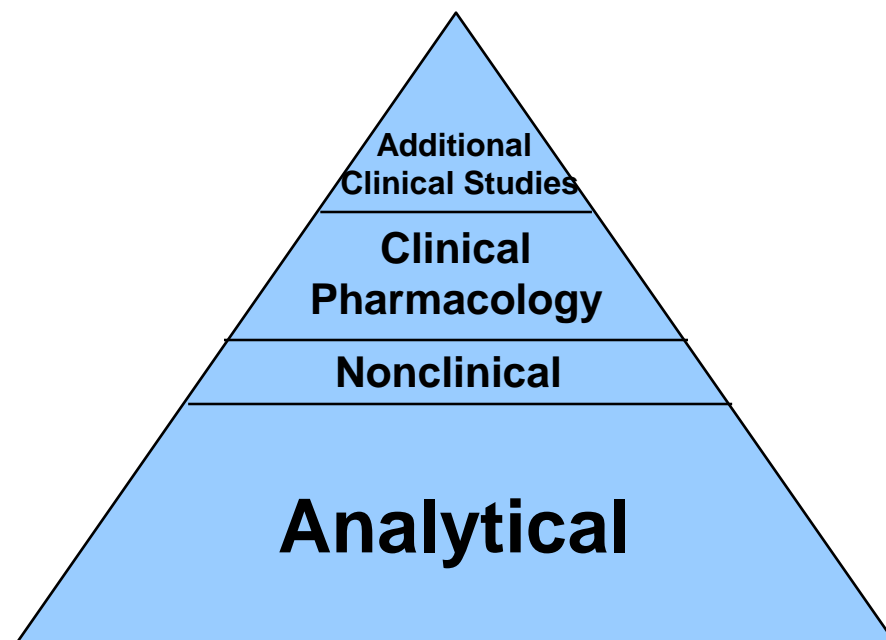 Additional
Clinical Studies
Clinical
Pharmacology
Nonclinical
Analytical